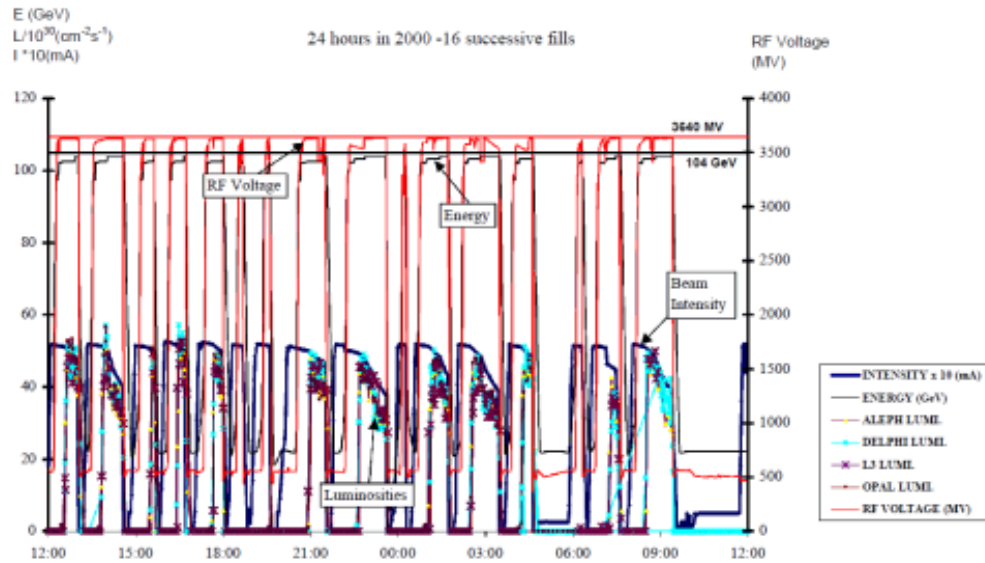 E (GeV)
L/10³⁰(cm⁻²s⁻¹)
I *10(mA)
24 hours in 2000 -16 successive fills
RF Voltage
(MV)
120
4000
3640 MV
100
3500
104 GeV
RF Voltage
Energy
3000
80
2500
Beam
Intensity
60
2000
40
1500
1000
20
500
Luminosities
0
0
12:00 15:00 18:00 21:00 00:00 03:00 06:00 09:00 12:00
INTENSITY x 10 (mA)
ENERGY (GeV)
ALEPH LUMI.
DELPHI LUMI.
L3 LUMI.
OPAL LUMI.
RF VOLTAGE (MV)